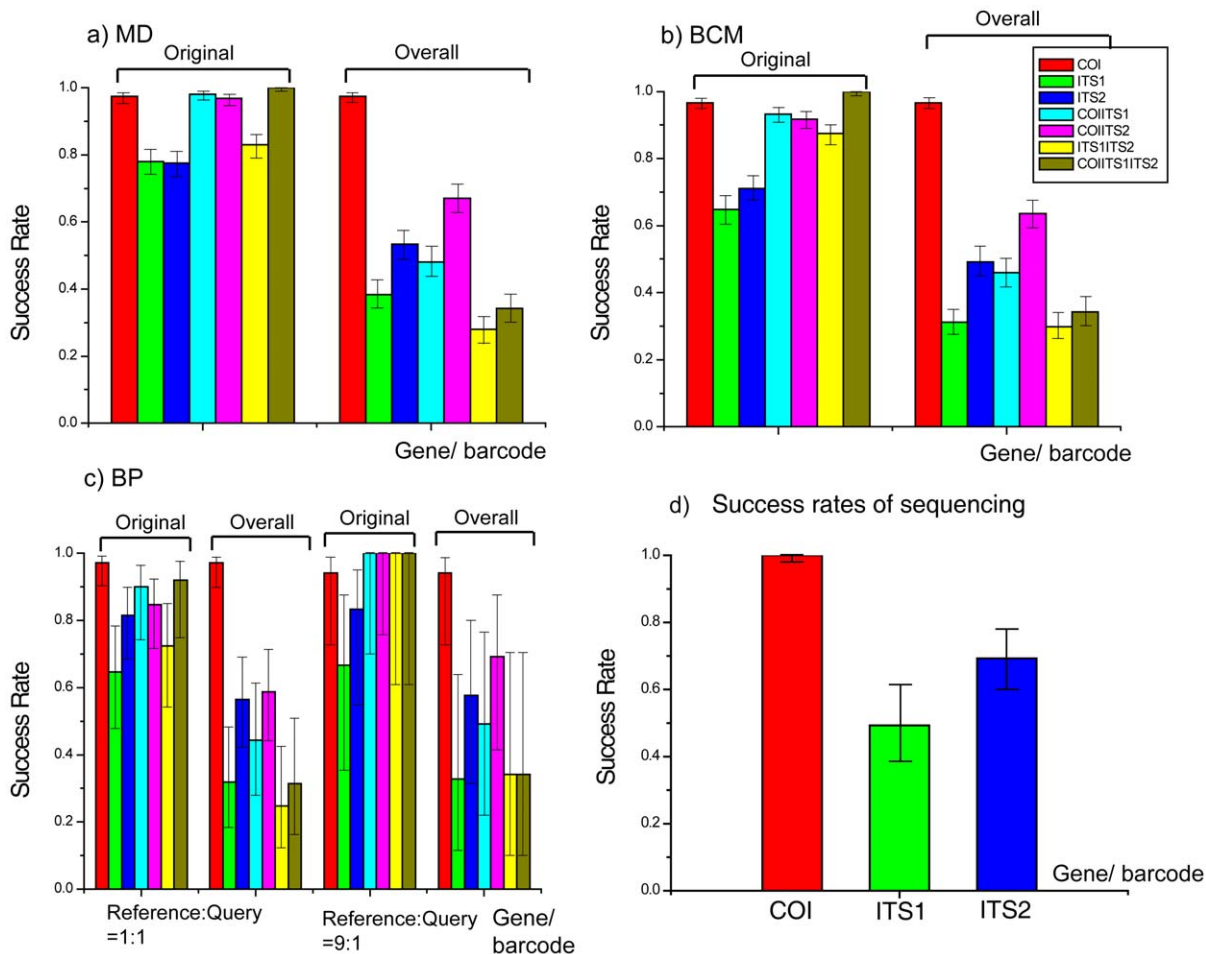 a) MD
Original
Overall
1.0
0.8
0.6
0.4
0.2
0.0
Success Rate
Gene/ barcode
b) BCM
Original
Overall
COI
ITS1
ITS2
COIITS1
COIITS2
ITS1ITS2
COIITS1ITS2
1.0
0.8
0.6
0.4
0.2
0.0
Success Rate
Gene/ barcode
c) BP
Original
Overall
Original
Overall
1.0
0.8
0.6
0.4
0.2
0.0
Success Rate
Reference:Query
=1:1
Reference:Query
=9:1
Gene/
barcode
d) Success rates of sequencing
1.0
0.8
0.6
0.4
0.2
0.0
Success Rate
COI
ITS1
ITS2
Gene/ barcode